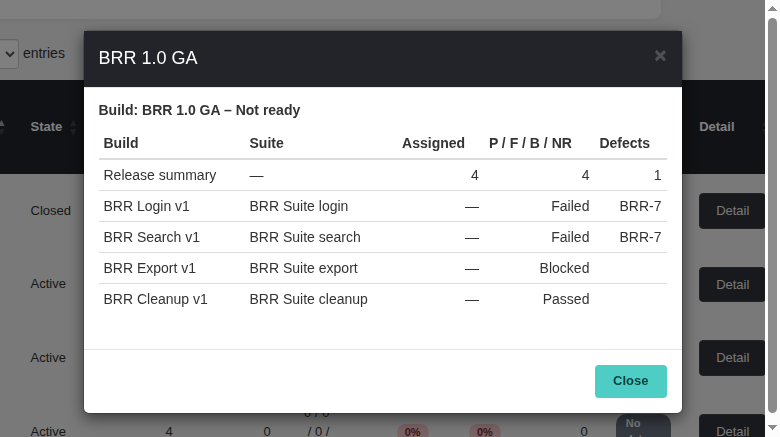 BRR 1.0 GA
×
entries
Build: BRR 1.0 GA – Not ready
State
Detail
Build Suite Assigned P / F / B / NR Defects
Release summary — 4 4 1
Closed
BRR Login v1 BRR Suite login — Failed BRR-7
Detail
BRR Search v1 BRR Suite search — Failed BRR-7
BRR Export v1 BRR Suite export — Blocked
Active
Detail
BRR Cleanup v1 BRR Suite cleanup — Passed
Active
Detail
Close
Active 4 0 / 0 / 0% 0% 0 No
Detail